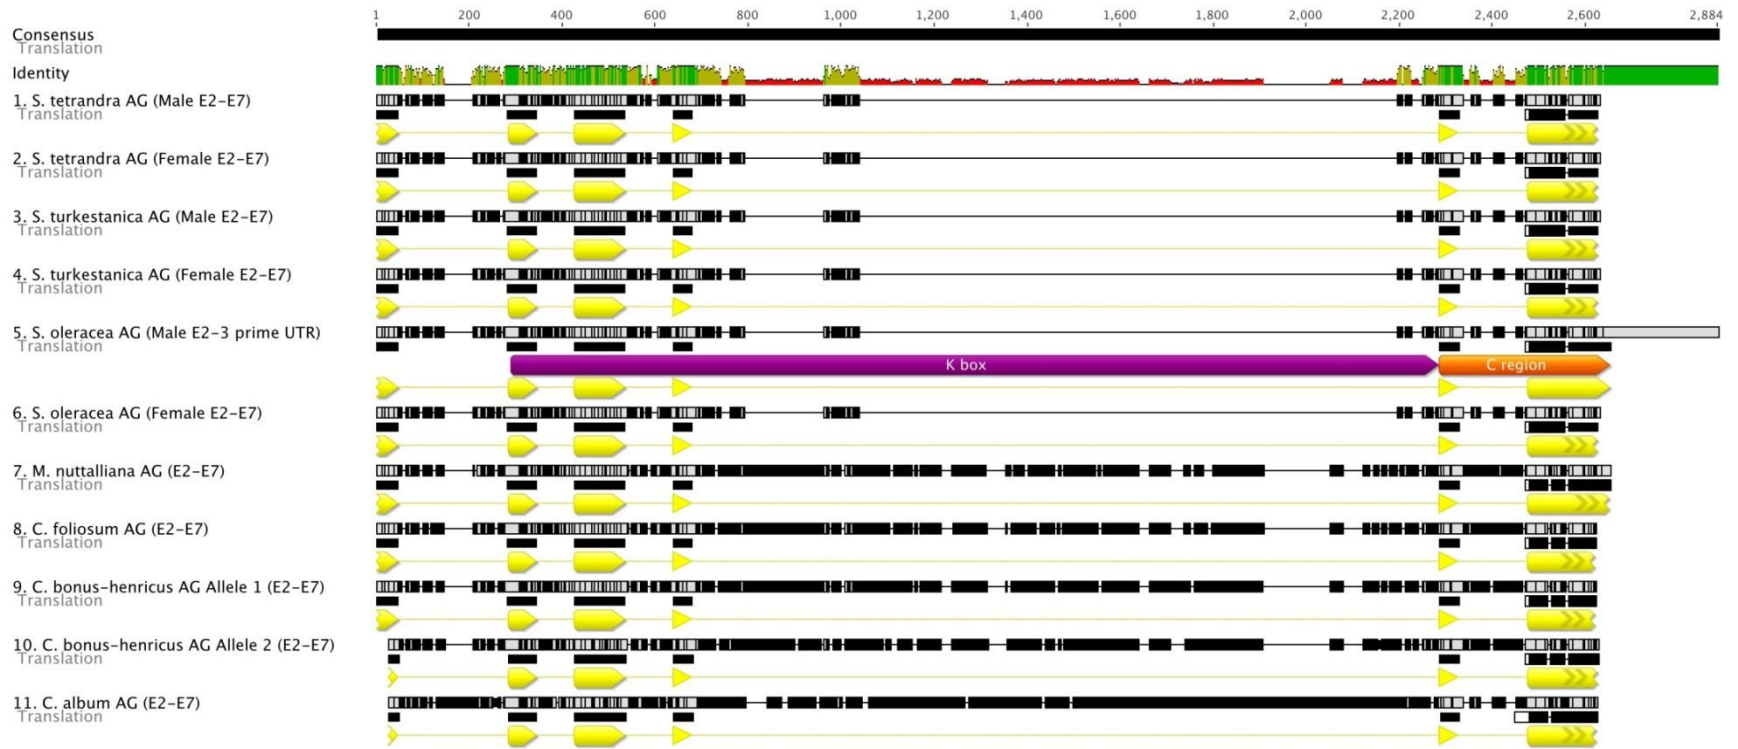 1 200 400 600 800 1,000 1,200 1,400 1,600 1,800 2,000 2,200 2,400 2,600 2,884
Consensus
Translation
Identity
1. S. tetrandra AG (Male E2-E7)
Translation
2. S. tetrandra AG (Female E2-E7)
Translation
3. S. turkestanica AG (Male E2-E7)
Translation
4. S. turkestanica AG (Female E2-E7)
Translation
5. S. oleracea AG (Male E2-3 prime UTR)
Translation
K box C region
6. S. oleracea AG (Female E2-E7)
Translation
7. M. nuttalliana AG (E2-E7)
Translation
8. C. foliosum AG (E2-E7)
Translation
9. C. bonus-henricus AG Allele 1 (E2-E7)
Translation
10. C. bonus-henricus AG Allele 2 (E2-E7)
Translation
11. C. album AG (E2-E7)
Translation